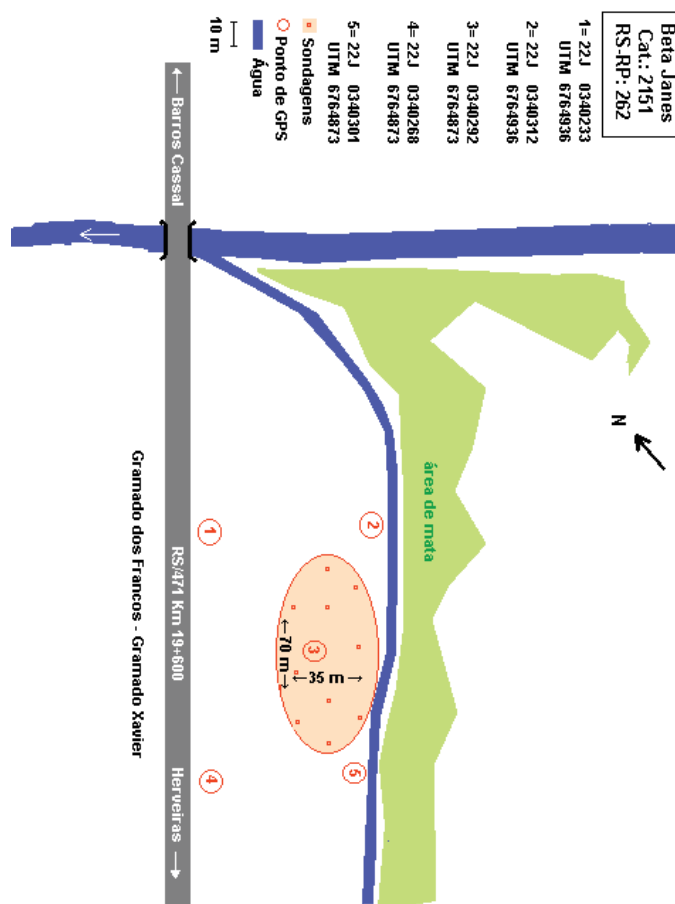 Beta Janes
Cat.: 2151
RS-RP: 262
1= 22J 0340233
UTM 6764936
2= 22J 0340312
UTM 6764936
3= 22J 0340292
UTM 6764873
4= 22J 0340268
UTM 6764873
5= 22J 0340301
UTM 6764873
Sondagens
Ponto de GPS
Água
10 m
N
área de mata
1
2
3
4
5
70 m
35 m
Barros Cassal
RS/471 Km 19+600
Herveiras
Gramado dos Francos - Gramado Xavier